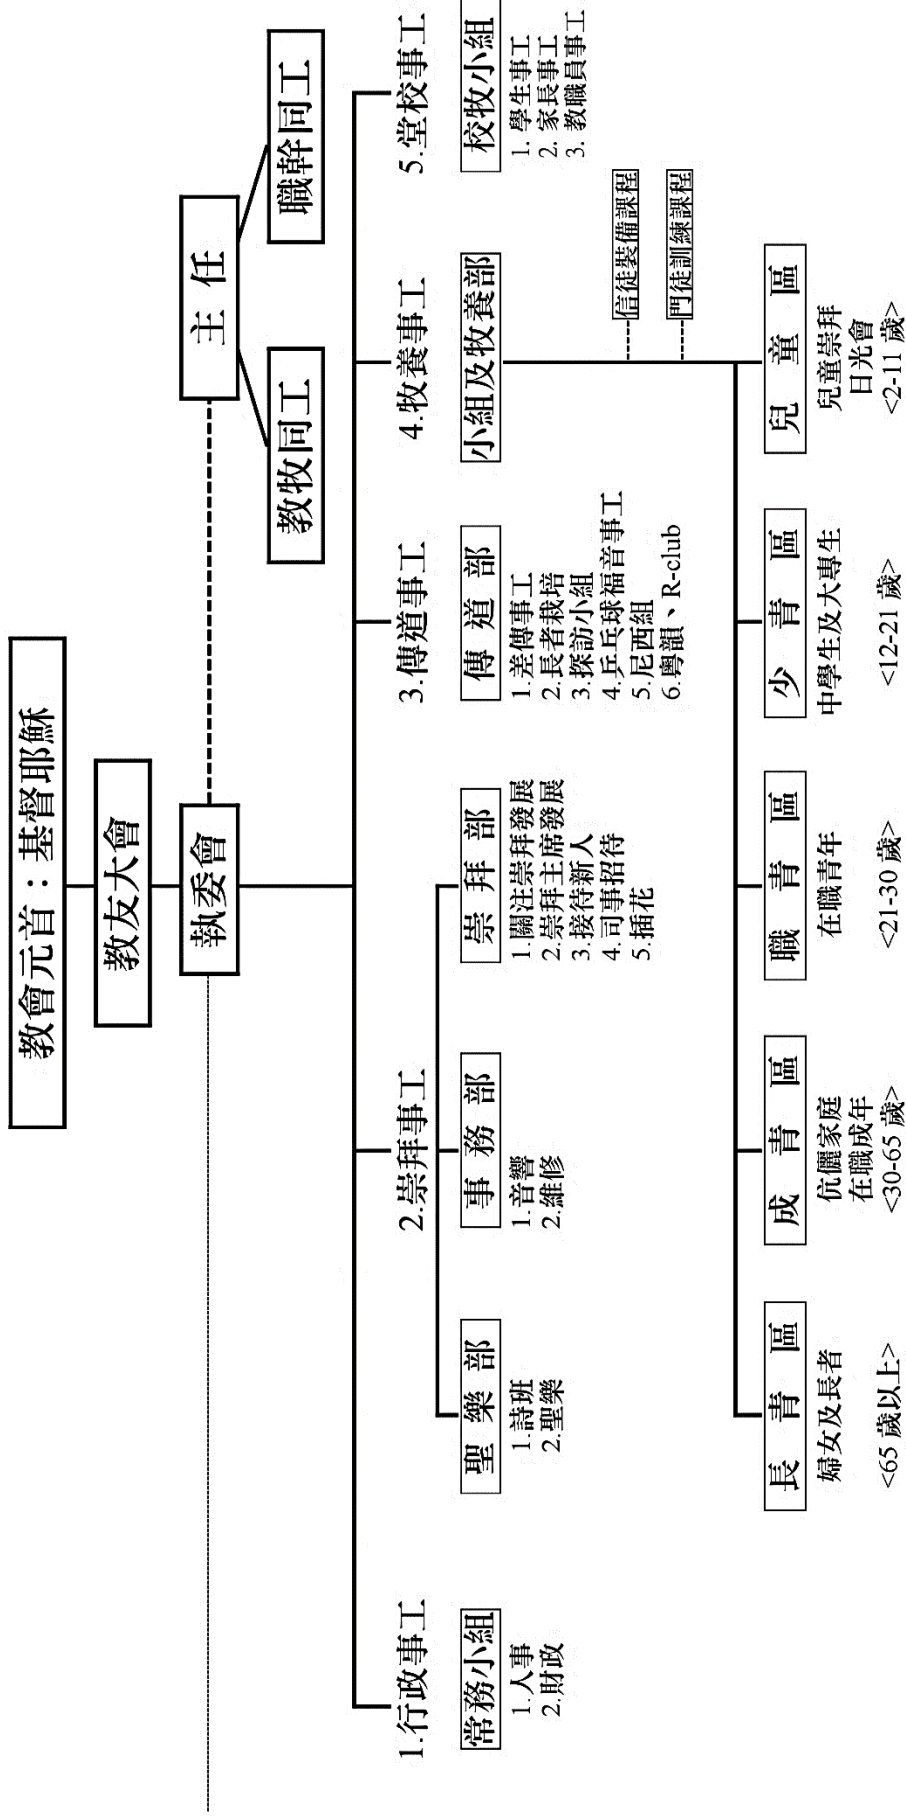 教會元首：基督耶穌
教友大會
執委會
主任
教牧同工
職幹同工
1.行政事工
常務小組
1.人事
2.財政
2.崇拜事工
聖樂部
1.詩班
2.聖樂
事務部
1.音響
2.維修
崇拜部
1.關注崇拜發展
2.崇拜主席發展
3.接待新人
4.司事招待
5.插花
3.傳道事工
傳道部
1.差傳事工
2.長者栽培
3.探訪小組
4.乒乓球福音事工
5.尼西組
6.粵韻、R-club
4.牧養事工
小組及牧養部
信徒裝備課程
門徒訓練課程
5.堂校事工
校牧小組
1. 學生事工
2. 家長事工
3. 教職員事工
長青區
婦女及長者
<65 歲以上>
成青區
伉儷家庭
在職成年
<30-65 歲>
職青區
在職青年
<21-30 歲>
少青區
中學生及大專生
<12-21 歲>
兒童區
兒童崇拜
日光會
<2-11 歲>